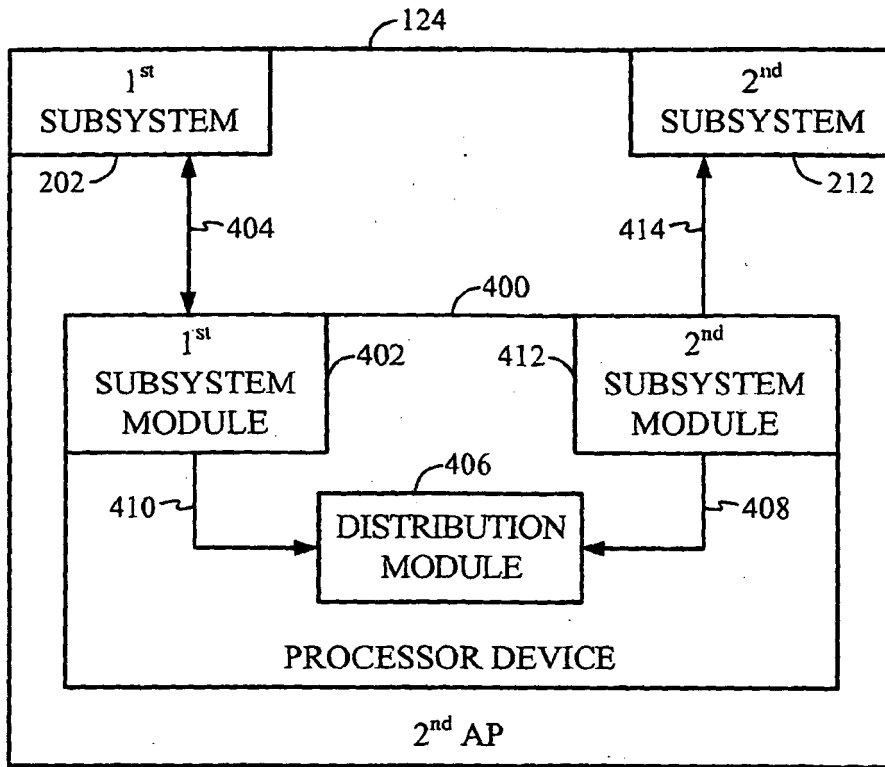 124
1st
SUBSYSTEM
2nd
SUBSYSTEM
202
212
404
414
400
1st
SUBSYSTEM
MODULE
402
412
2nd
SUBSYSTEM
MODULE
406
410
408
DISTRIBUTION
MODULE
PROCESSOR DEVICE
2nd AP